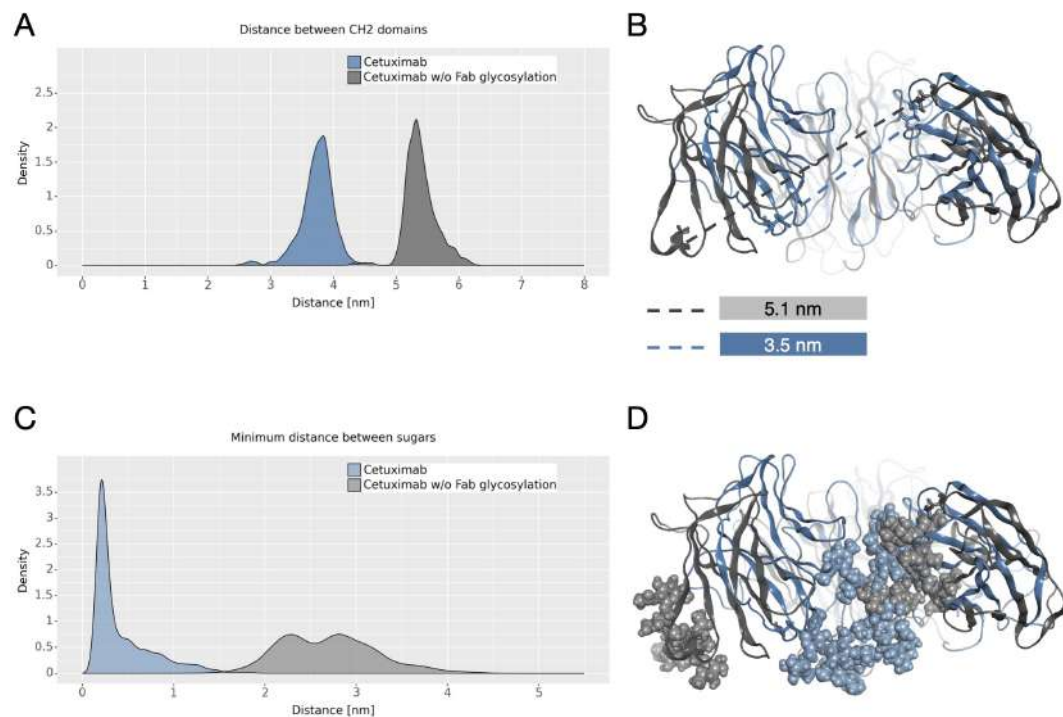 A
Distance between CH2 domains
Cetuximab
Cetuximab w/o Fab glycosylation
Density
2.5
2
1.5
1
0.5
0
0 1 2 3 4 5 6 7 8
Distance [nm]
B
5.1 nm
3.5 nm
C
Minimum distance between sugars
Cetuximab
Cetuximab w/o Fab glycosylation
Density
3.5
3
2.5
2
1.5
1
0.5
0
0 1 2 3 4 5
Distance [nm]
D